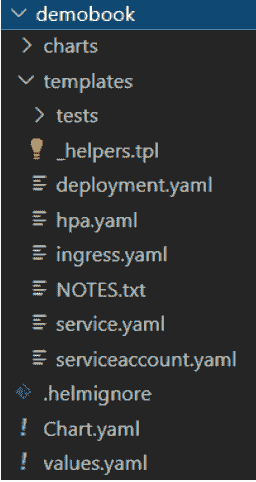 demobook
charts
templates
tests
_helpers.tpl
deployment.yaml
hpa.yaml
ingress.yaml
NOTES.txt
service.yaml
serviceaccount.yaml
.helmignore
Chart.yaml
values.yaml